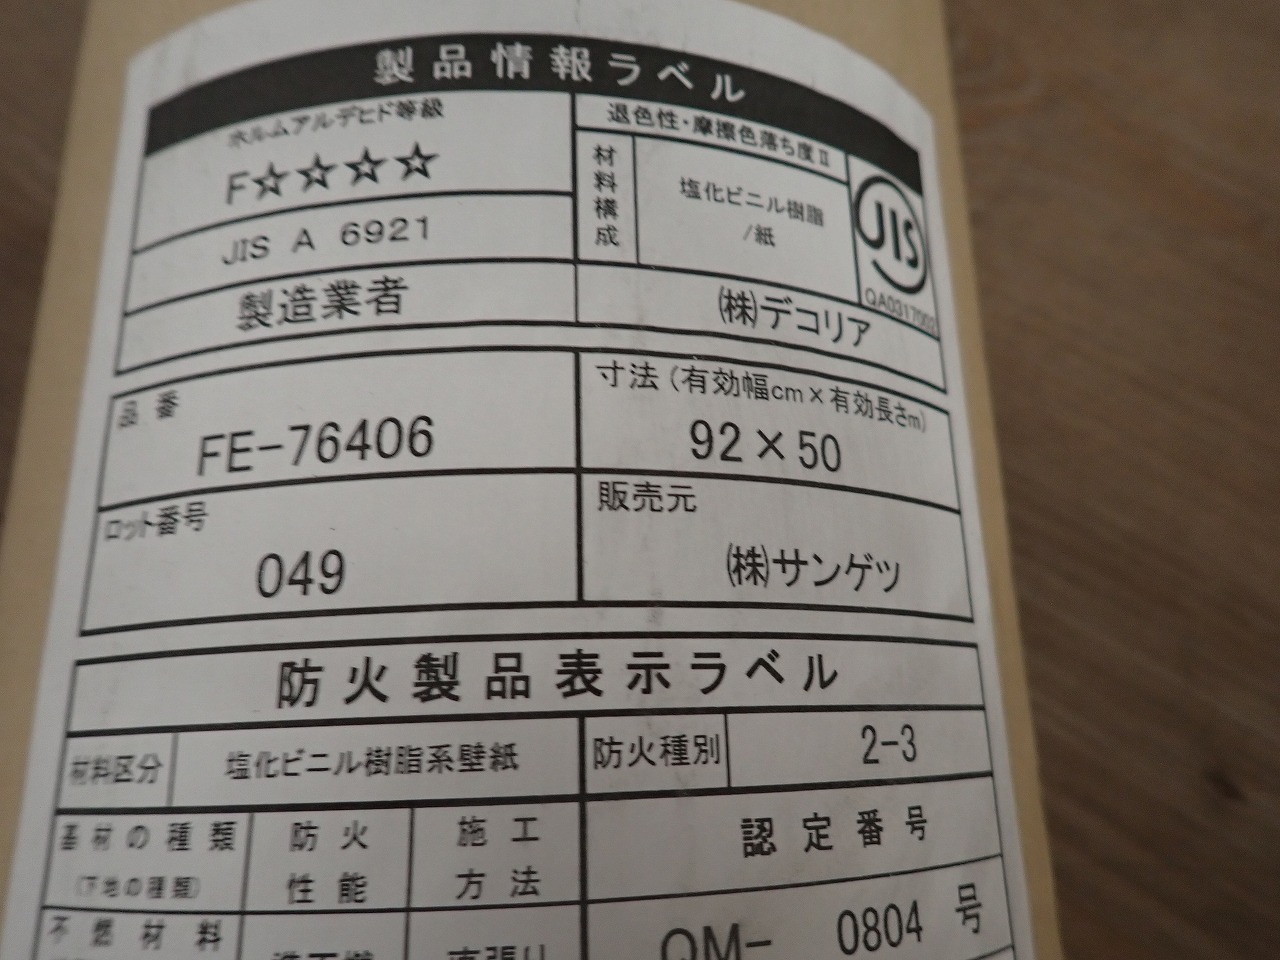 製品情報ラベル
ホルムアルデヒド等級
F☆☆☆☆
JIS A 6921
退色性・摩擦色落ち度Ⅱ
材料構成
塩化ビニル樹脂
/紙
JIS
QA0317002
製造業者
㈱デコリア
品番
FE-76406
寸法(有効幅cm×有効長さm)
92×50
ロット番号
049
販売元
㈱サンゲツ
防火製品表示ラベル
材料区分
塩化ビニル樹脂系壁紙
防火種別
2-3
基材の種類
(下地の種類)
防火
性能
施工
方法
認定番号
不燃材料
直張り
QM- 0804 号